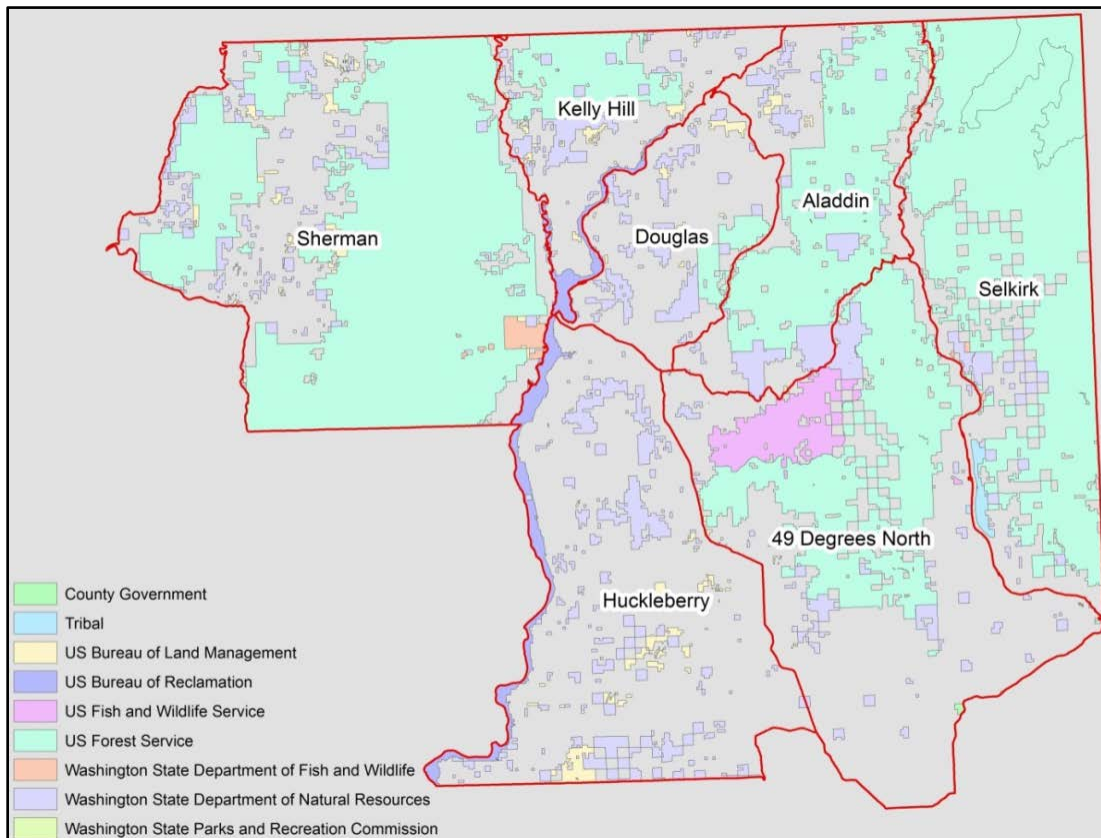 Kelly Hill
Aladdin
Sherman
Douglas
Selkirk
49 Degrees North
Huckleberry
County Government
Tribal
US Bureau of Land Management
US Bureau of Reclamation
US Fish and Wildlife Service
US Forest Service
Washington State Department of Fish and Wildlife
Washington State Department of Natural Resources
Washington State Parks and Recreation Commission